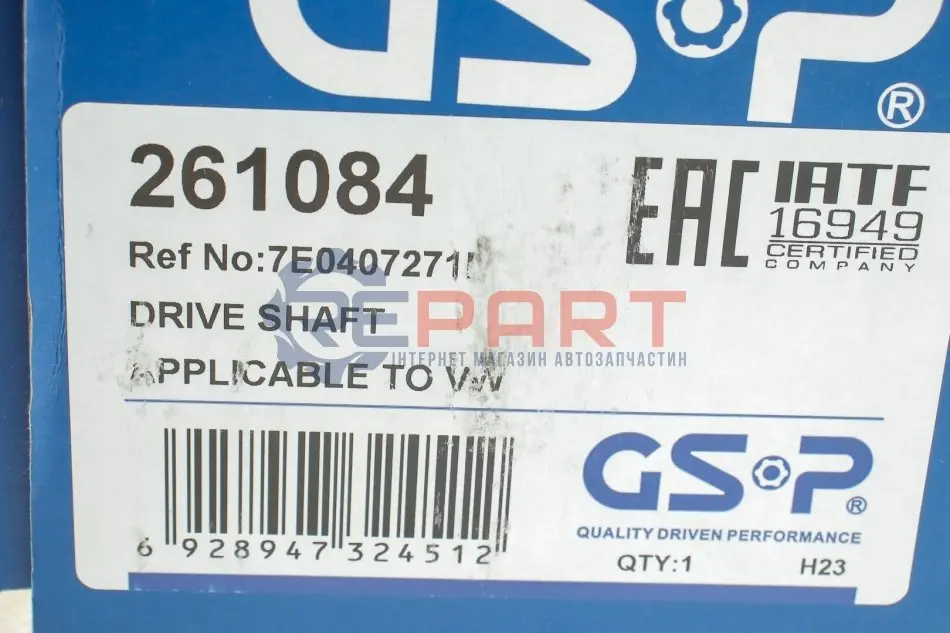 GS·P®
261084
Ref No:7E0407271
DRIVE SHAFT
APPLICABLE TO VW
EAC
IATF
16949
CERTIFIED
COMPANY
REPART
ІНТЕРНЕТ МАГАЗИН АВТОЗАПЧАСТИН
6 928947 324512
GS·P®
QUALITY DRIVEN PERFORMANCE
QTY:1 H23